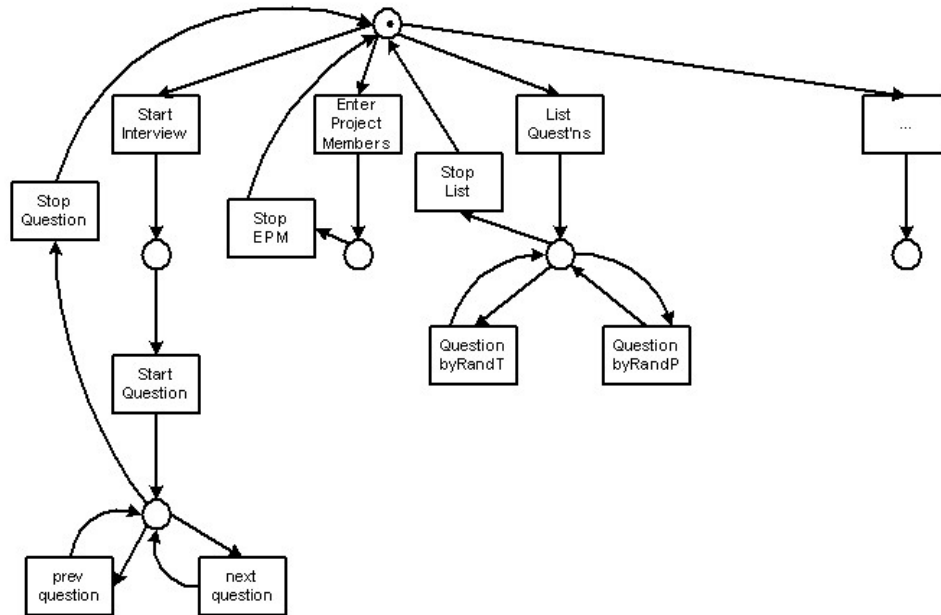 Start
Interview
Enter
Project
Members
List
Quest'ns
...
Stop
Question
Stop
List
Stop
EPM
Start
Question
Question
byRandT
Question
byRandP
prev
question
next
question